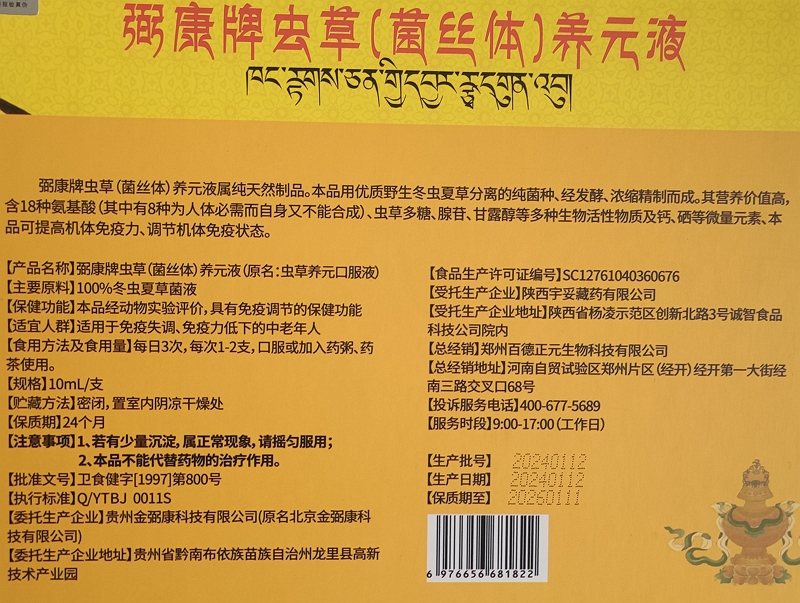 弼康牌虫草(菌丝体)养元液
弼康牌虫草(菌丝体)养元液属纯天然制品。本品用优质野生冬虫夏草分离的纯菌种、经发酵、浓缩精制而成。其营养价值高,
含18种氨基酸(其中有8种为人体必需而自身又不能合成)、虫草多糖、腺苷、甘露醇等多种生物活性物质及钙、硒等微量元素、本
品可提高机体免疫力、调节机体免疫状态。
【产品名称】弼康牌虫草(菌丝体)养元液(原名:虫草养元口服液)
【主要原料】100%冬虫夏草菌液
【保健功能】本品经动物实验评价,具有免疫调节的保健功能
【适宜人群】适用于免疫失调、免疫力低下的中老年人
【食用方法及食用量】每日3次,每次1-2支,口服或加入药粥、药
茶使用。
【规格】10mL/支
【贮藏方法】密闭,置室内阴凉干燥处
【保质期】24个月
【注意事项】1、若有少量沉淀,属正常现象,请摇匀服用;
2、本品不能代替药物的治疗作用。
【批准文号】卫食健字[1997]第800号
【执行标准】Q/YTBJ 0011S
【委托生产企业】贵州金弼康科技有限公司(原名北京金弼康科
技有限公司)
【委托生产企业地址】贵州省黔南布依族苗族自治州龙里县高新
技术产业园
【食品生产许可证编号】SC12761040360676
【受托生产企业】陕西宇妥藏药有限公司
【受托生产企业地址】陕西省杨凌示范区创新北路3号诚智食品
科技公司院内
【总经销】郑州百德正元生物科技有限公司
【总经销地址】河南自贸试验区郑州片区(经开)经开第一大街经
南三路交叉口68号
【投诉服务电话】400-677-5689
【服务时段】9:00-17:00(工作日)
【生产批号】 20240112
【生产日期】 20240112
【保质期至】 20260111
6 976656 681822